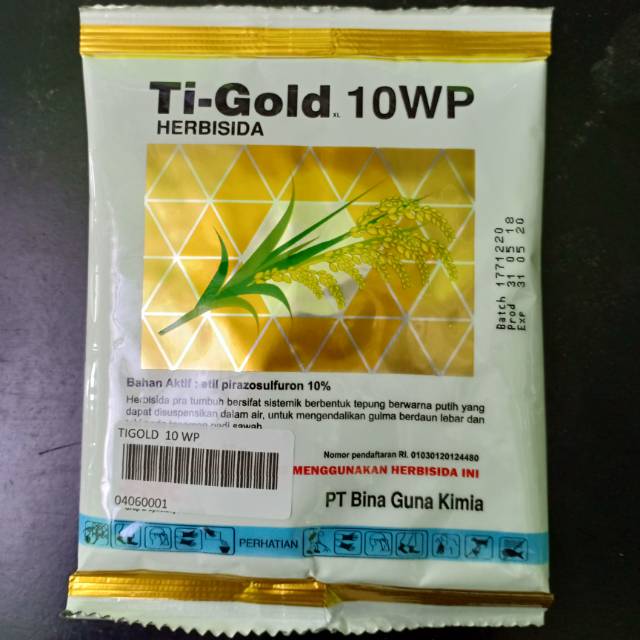 Ti-Gold XL 10WP
HERBISIDA
Batch 1771220
Prod 31 05 18
Exp 31 05 20
Bahan Aktif : etil pirazosulfuron 10%
Herbisida pra tumbuh bersifat sistemik berbentuk tepung berwarna putih yang
dapat disuspensikan dalam air, untuk mengendalikan gulma berdaun lebar dan
padi sawah
Nomor pendaftaran RI. 01030120124480
MENGGUNAKAN HERBISIDA INI
TIGOLD 10 WP
04060001
PT Bina Guna Kimia
PERHATIAN